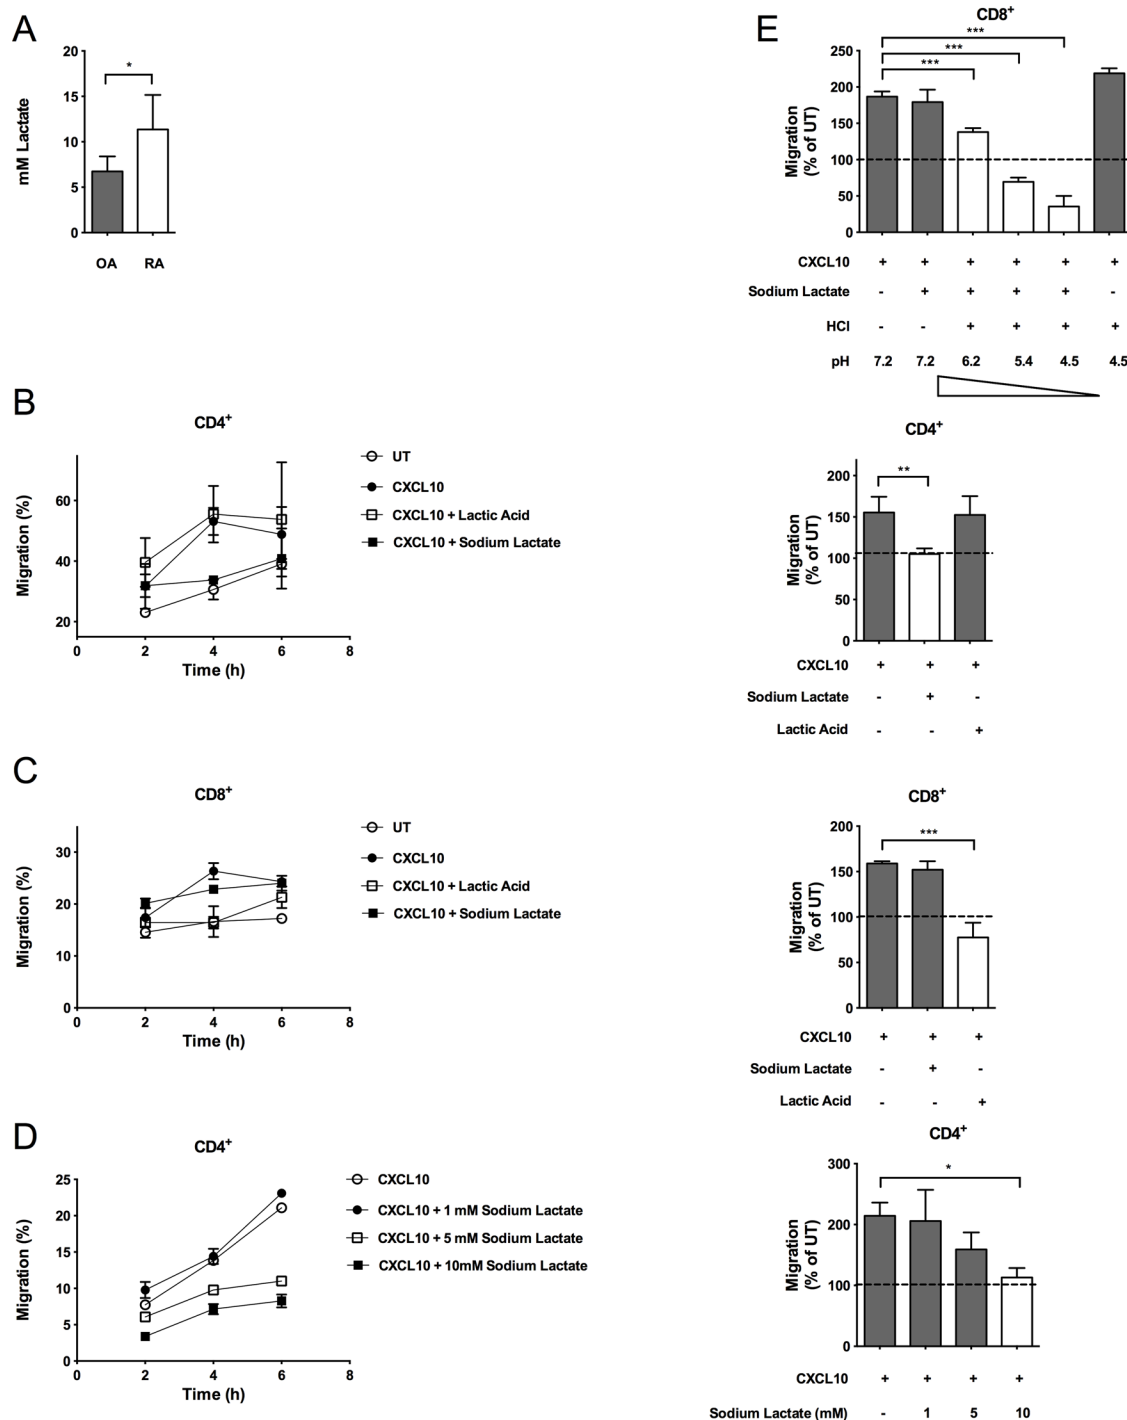 A
20
15
10
5
0
mM Lactate
*
OA RA
E
CD8+
***
***
***
250
200
150
100
50
0
Migration
(% of UT)
CXCL10 + + + + + +
Sodium Lactate - + + + + -
HCl - - + + + +
pH 7.2 7.2 6.2 5.4 4.5 4.5
B
CD4+
60
40
20
Migration (%)
0 2 4 6 8
Time (h)
UT
CXCL10
CXCL10 + Lactic Acid
CXCL10 + Sodium Lactate
CD4+
**
200
150
100
50
0
Migration
(% of UT)
CXCL10 + + +
Sodium Lactate - + -
Lactic Acid - - +
C
CD8+
30
20
10
0
Migration (%)
0 2 4 6 8
Time (h)
UT
CXCL10
CXCL10 + Lactic Acid
CXCL10 + Sodium Lactate
CD8+
***
200
150
100
50
0
Migration
(% of UT)
CXCL10 + + +
Sodium Lactate - + -
Lactic Acid - - +
D
CD4+
25
20
15
10
5
0
Migration (%)
0 2 4 6 8
Time (h)
CXCL10
CXCL10 + 1 mM Sodium Lactate
CXCL10 + 5 mM Sodium Lactate
CXCL10 + 10mM Sodium Lactate
CD4+
*
300
200
100
0
Migration
(% of UT)
CXCL10 + + + +
Sodium Lactate (mM) - 1 5 10